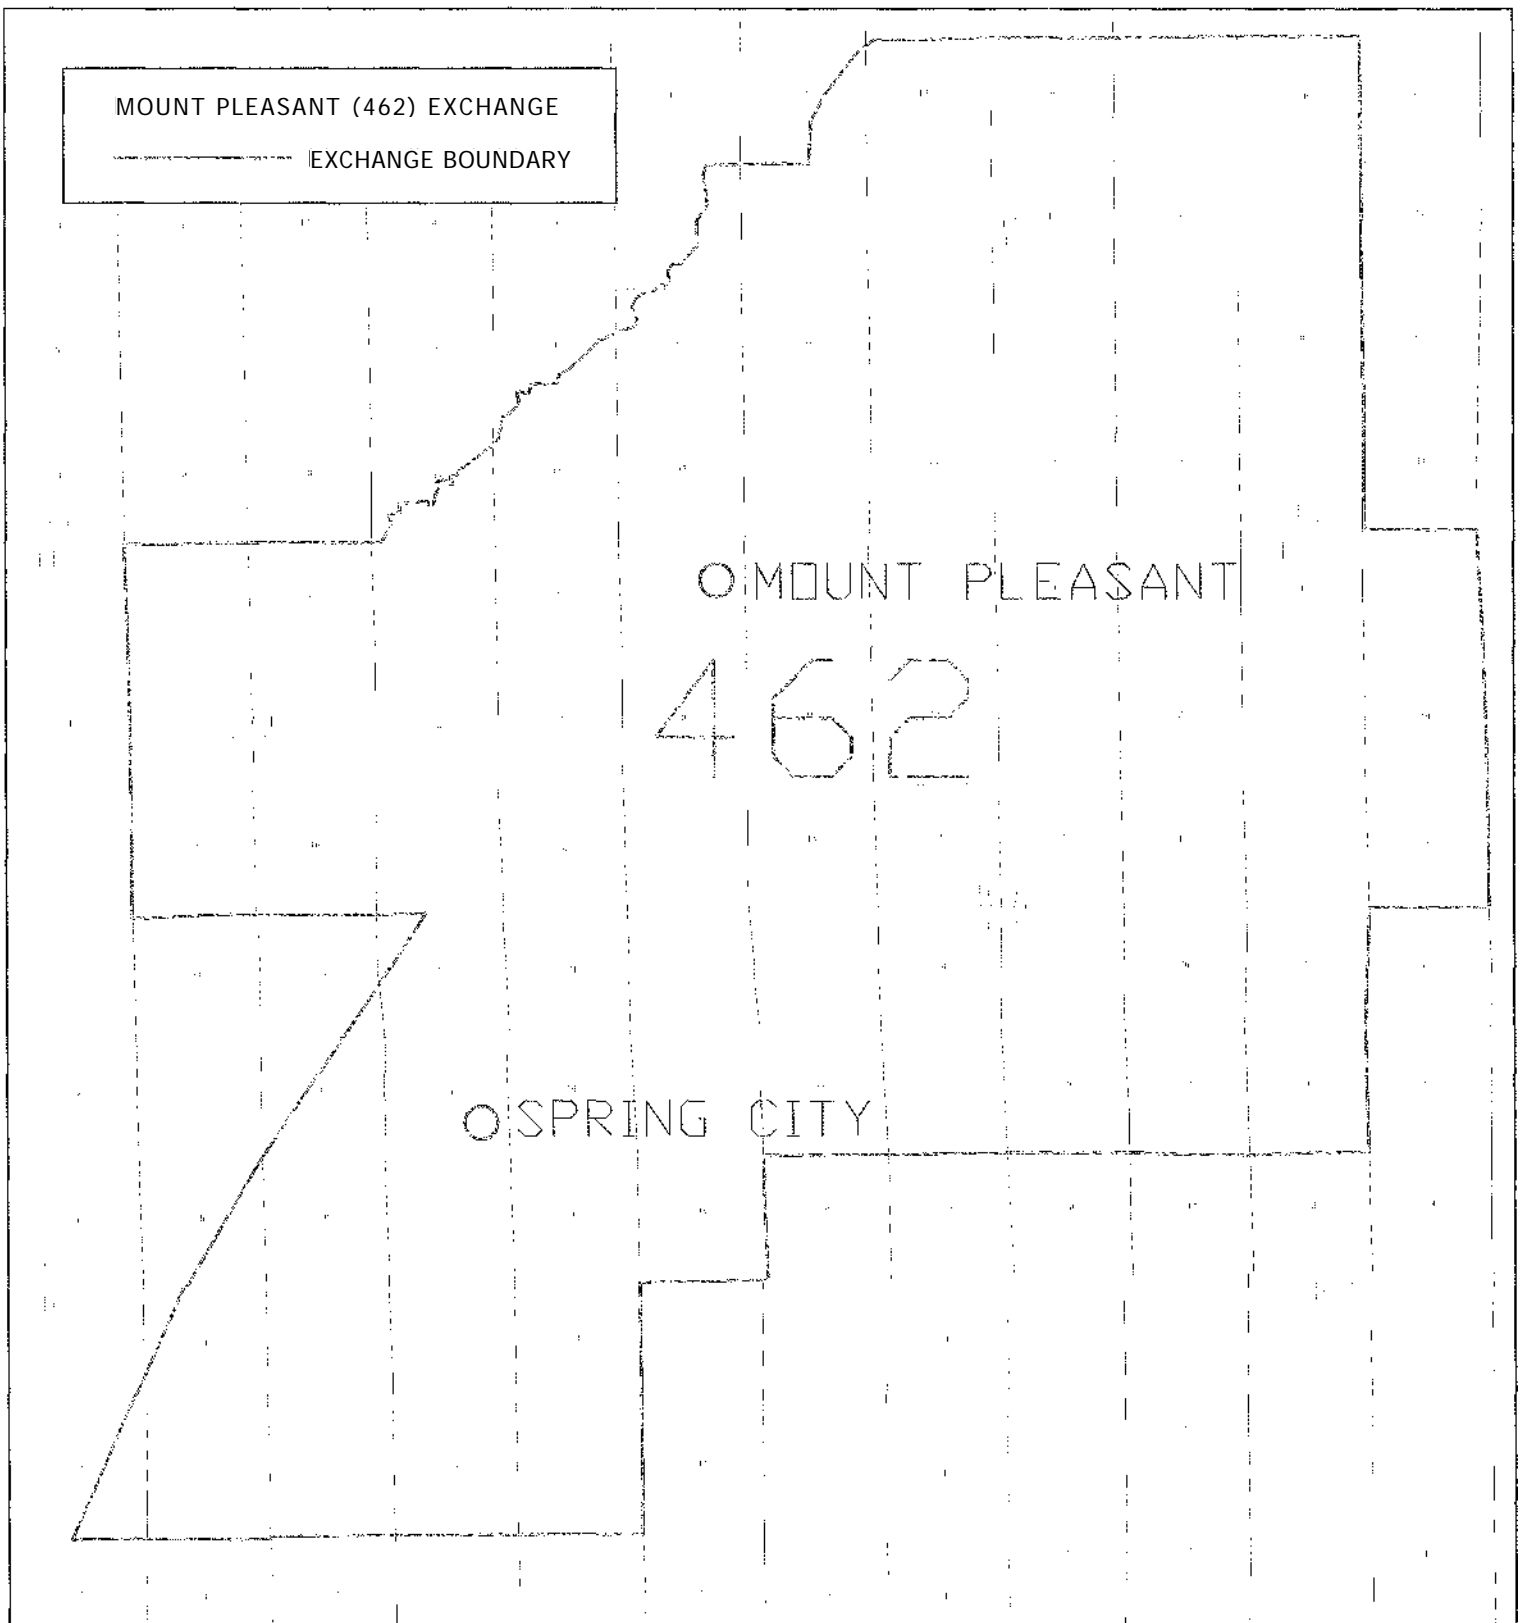 MOUNT PLEASANT (462) EXCHANGE
EXCHANGE BOUNDARY
MOUNT PLEASANT
462
SPRING CITY